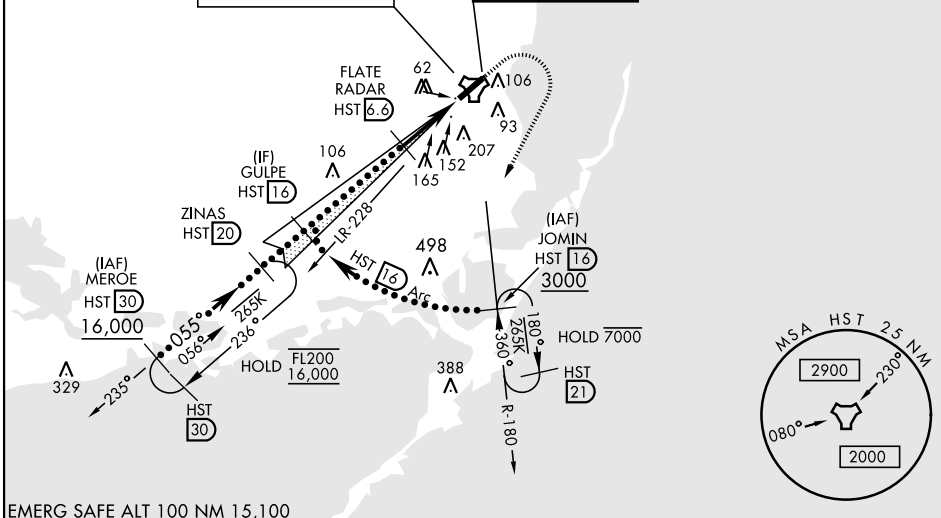 FLATE
RADAR
HST 6.6
62
106
93
207
152
165
(IF)
GULPE
HST 16
106
ZINAS
HST 20
LR-228
(IAF)
MEROE
HST 30
16,000
055°
056°
265K
236°
235°
329
HST
30
HOLD FL200
16,000
498
HST 16 Arc
388
(IAF)
JOMIN
HST 16
3000
180°
265K
360°
HOLD 7000
HST
21
R-180
MSA HST 25 NM
2900
230°
080°
2000
EMERG SAFE ALT 100 NM 15,100